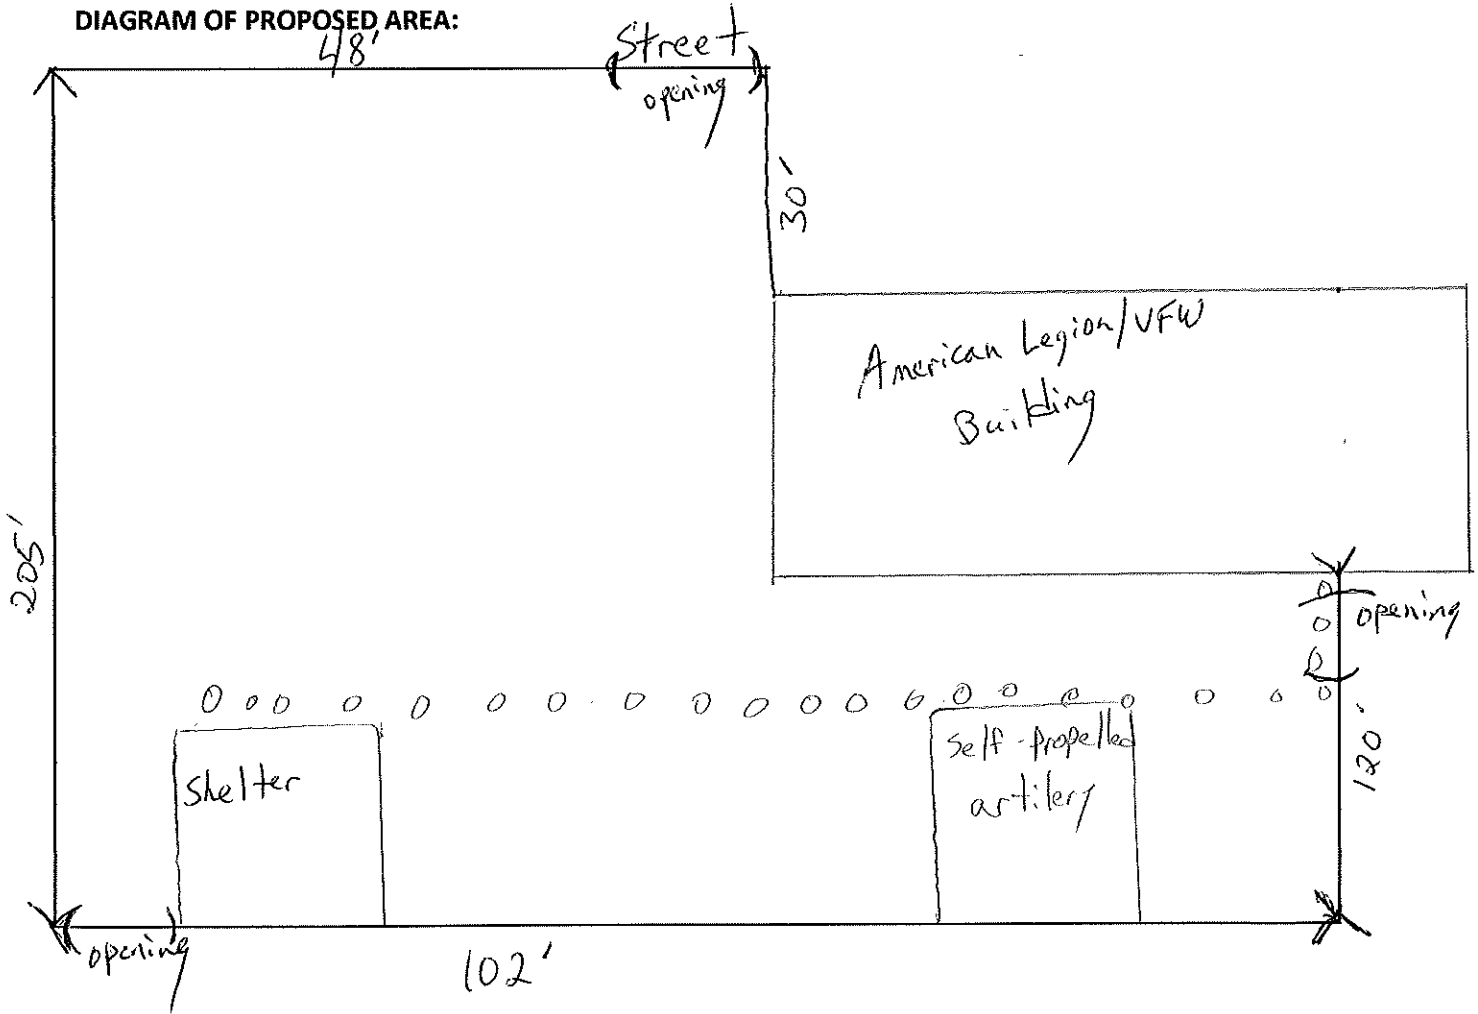 DIAGRAM OF PROPOSED AREA:
48'
Street
opening
30'
American Legion/VFW
Building
205'
opening
Shelter
Self-propelled
artilery
120'
opening
102'